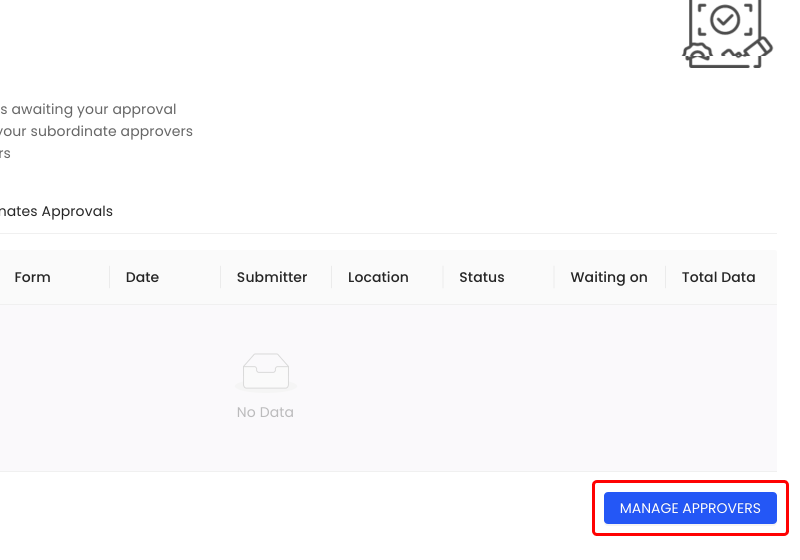 s awaiting your approval
your subordinate approvers
rs
nates Approvals
Form Date Submitter Location Status Waiting on Total Data
No Data
MANAGE APPROVERS